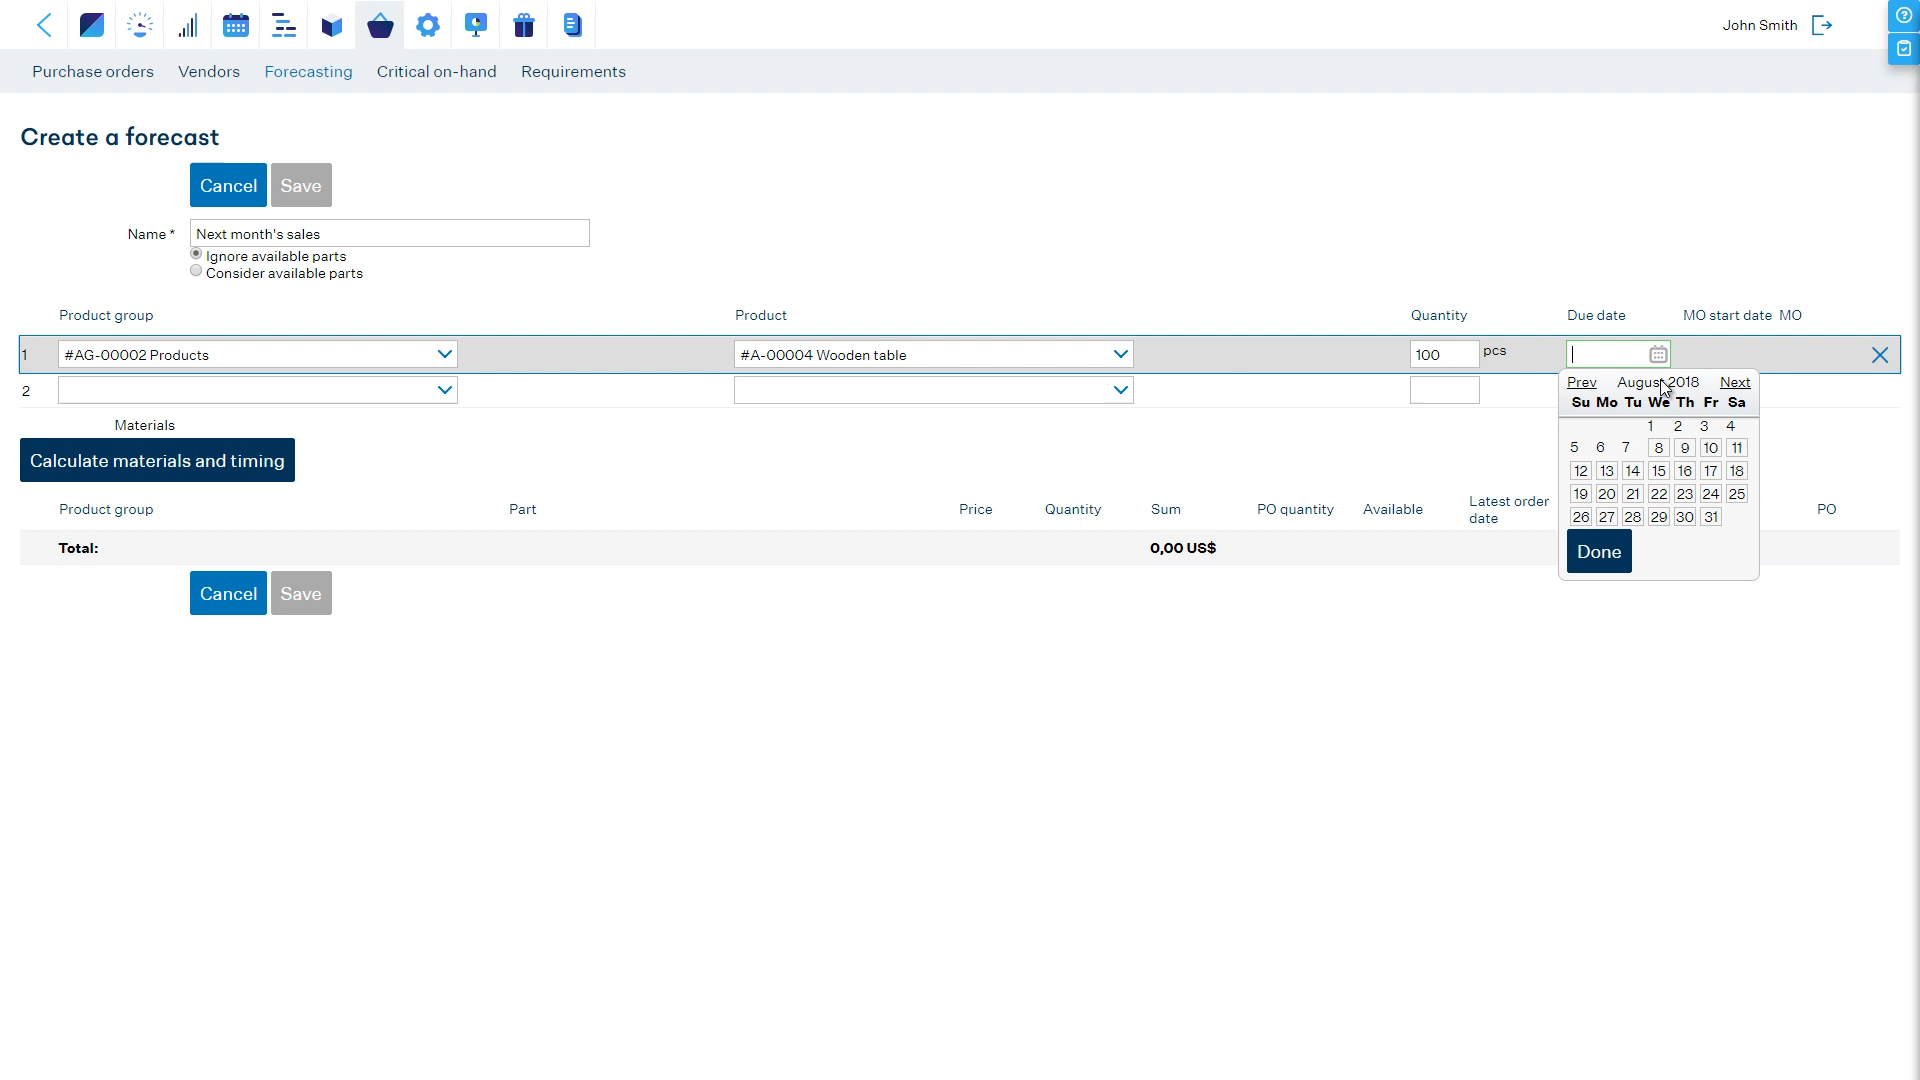 John Smith
Purchase orders Vendors Forecasting Critical on-hand Requirements
Create a forecast
Cancel Save
Name * Next month's sales
Ignore available parts
Consider available parts
Product group Product Quantity Due date MO start date MO
1 #AG-00002 Products #A-00004 Wooden table 100 pcs
2
Prev August 2018 Next
Su Mo Tu We Th Fr Sa
1 2 3 4
5 6 7 8 9 10 11
12 13 14 15 16 17 18
19 20 21 22 23 24 25
26 27 28 29 30 31
Done
Materials
Calculate materials and timing
Product group Part Price Quantity Sum PO quantity Available Latest order date PO
Total: 0,00 US$
Cancel Save